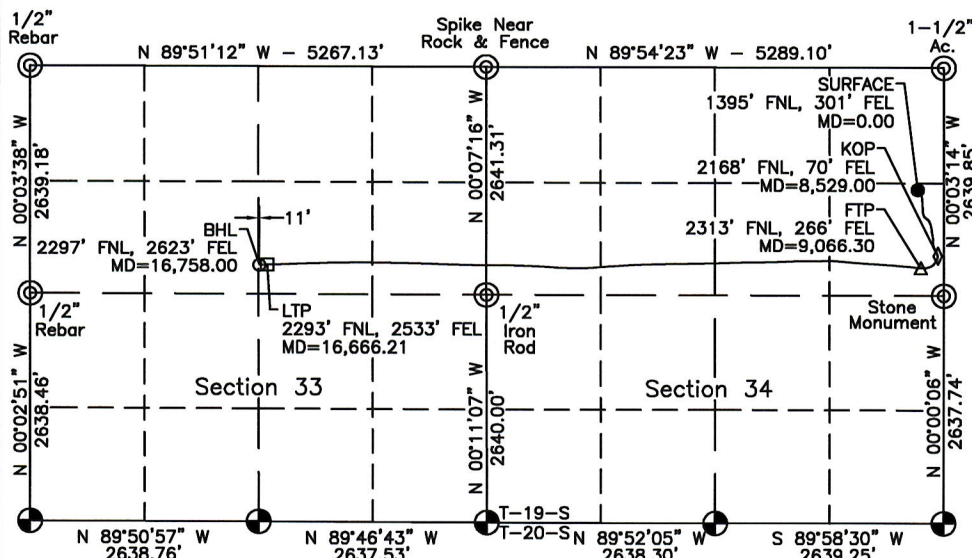 1/2"
Rebar
N 89°51'12" W - 5267.13'
Spike Near
Rock & Fence
N 89°54'23" W - 5289.10'
1-1/2"
Ac.
N 00°03'38" W
2639.18'
N 00°07'16" W
2641.31'
N 00°03'14" W
2639.85'
SURFACE
1395' FNL, 301' FEL
MD=0.00
KOP
2168' FNL, 70' FEL
MD=8,529.00
FTP
2313' FNL, 266' FEL
MD=9,066.30
11'
BHL
2297' FNL, 2623' FEL
MD=16,758.00
LTP
2293' FNL, 2533' FEL
MD=16,666.21
1/2"
Rebar
1/2"
Iron
Rod
Stone
Monument
Section 33
Section 34
N 00°02'51" W
2638.46'
N 00°11'07" W
2640.00'
N 00°00'06" W
2637.74'
T-19-S
T-20-S
N 89°50'57" W
2638.76'
N 89°46'43" W
2637.53'
N 89°52'05" W
2638.30'
S 89°58'30" W
2639.25'